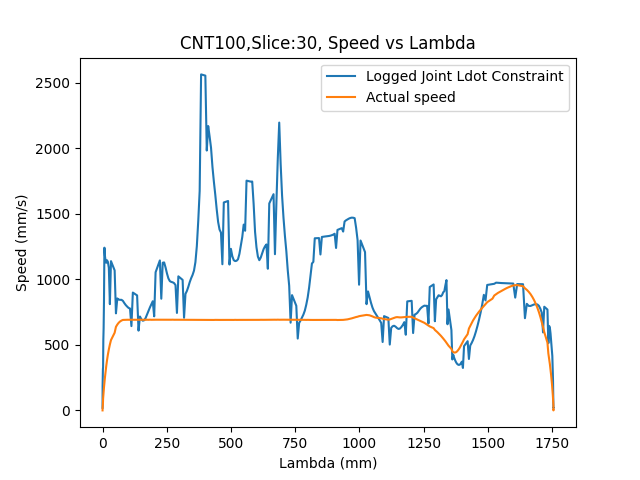 CNT100,Slice:30, Speed vs Lambda
Logged Joint Ldot Constraint
Actual speed
2500
2000
1500
1000
500
0
Speed (mm/s)
0 250 500 750 1000 1250 1500 1750
Lambda (mm)